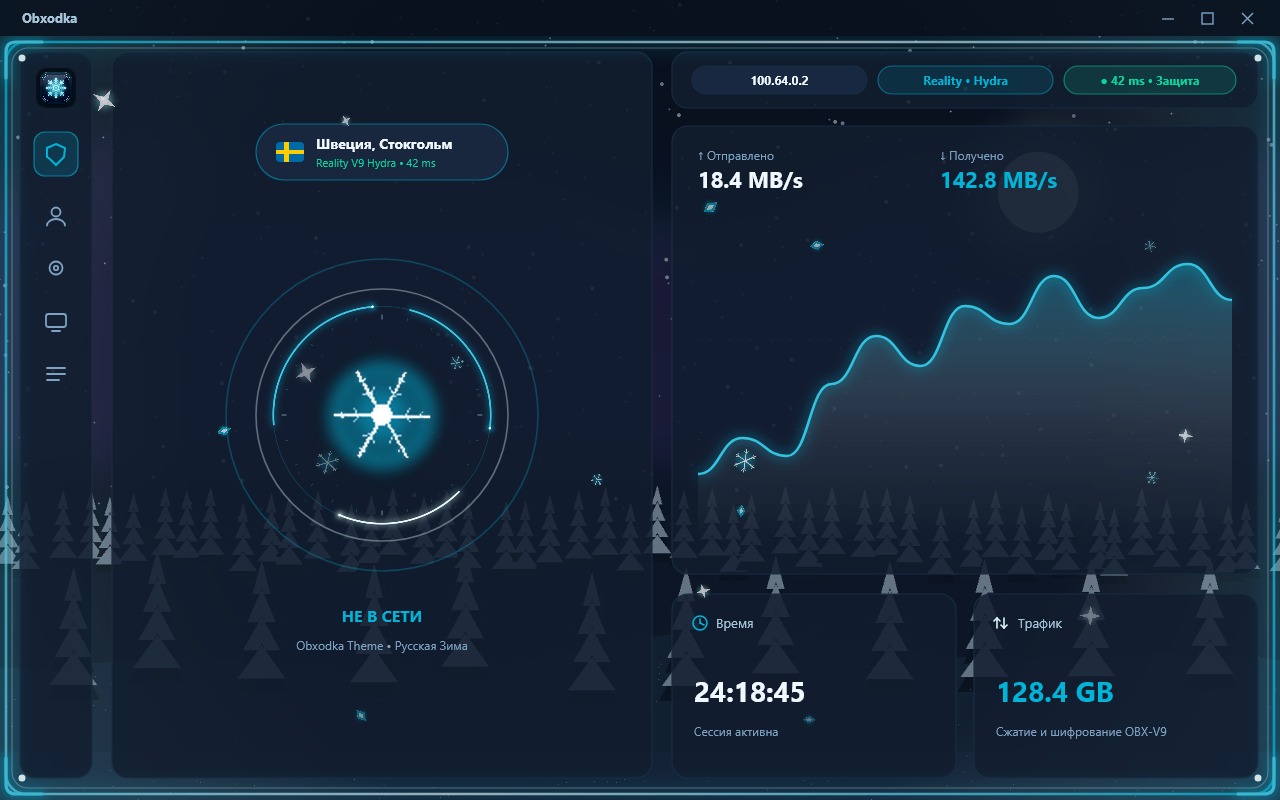 Obxodka
Швеция, Стокгольм
Reality V9 Hydra • 42 ms
НЕ В СЕТИ
Obxodka Theme • Русская Зима
100.64.0.2
Reality • Hydra
● 42 ms • Защита
↑ Отправлено
18.4 MB/s
↓ Получено
142.8 MB/s
Время
24:18:45
Сессия активна
Трафик
128.4 GB
Сжатие и шифрование OBX-V9